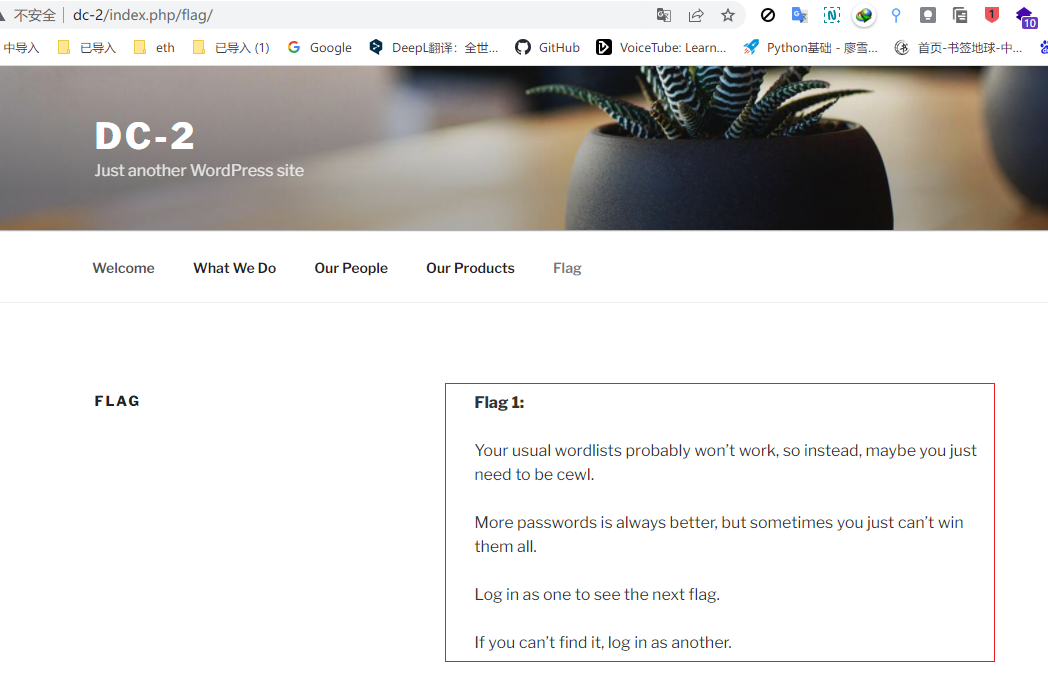 不安全 dc-2/index.php/flag/
1
10
中导入 已导入 eth 已导入 (1) Google DeepL翻译：全世... GitHub VoiceTube: Learn... Python基础 - 廖雪... 首页-书签地球-中...
DC-2
Just another WordPress site
Welcome What We Do Our People Our Products Flag
FLAG
Flag 1:
Your usual wordlists probably won’t work, so instead, maybe you just
need to be cewl.
More passwords is always better, but sometimes you just can’t win
them all.
Log in as one to see the next flag.
If you can’t find it, log in as another.